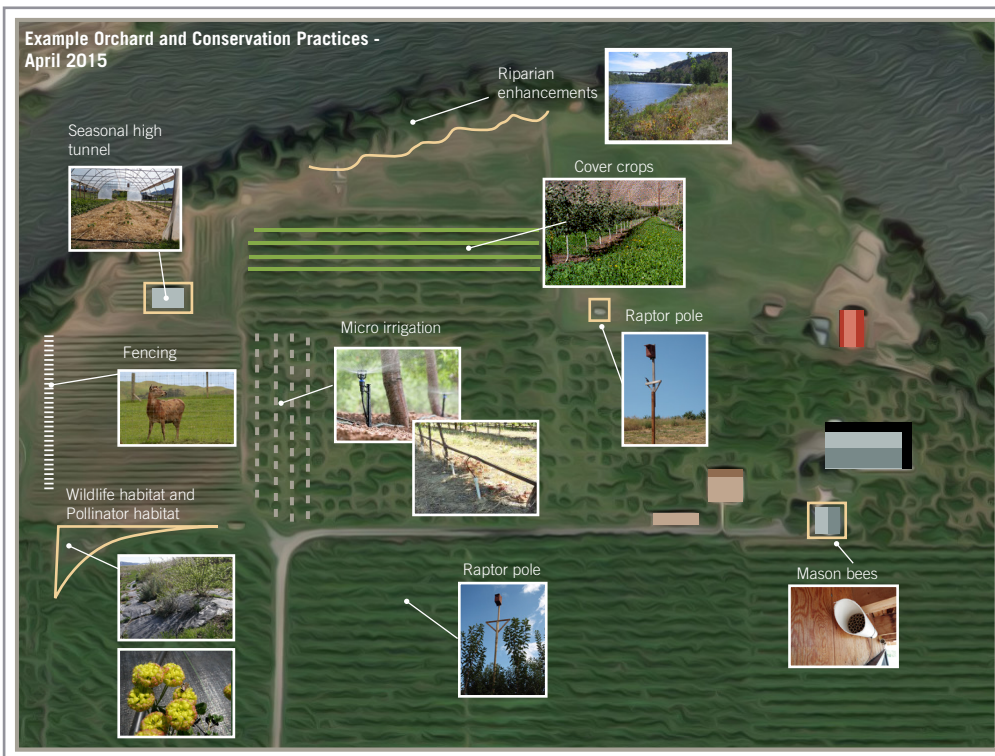 Example Orchard and Conservation Practices -
April 2015
Riparian
enhancements
Seasonal high
tunnel
Cover crops
Raptor pole
Micro irrigation
Fencing
Wildlife habitat and
Pollinator habitat
Raptor pole
Mason bees